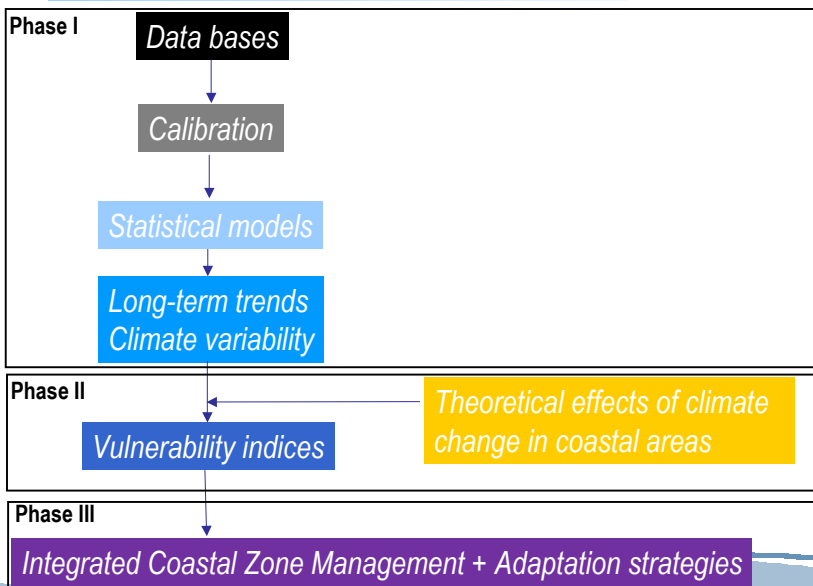 Phase I
Data bases
Calibration
Statistical models
Long-term trends
Climate variability
Phase II
Theoretical effects of climate
change in coastal areas
Vulnerability indices
Phase III
Integrated Coastal Zone Management + Adaptation strategies